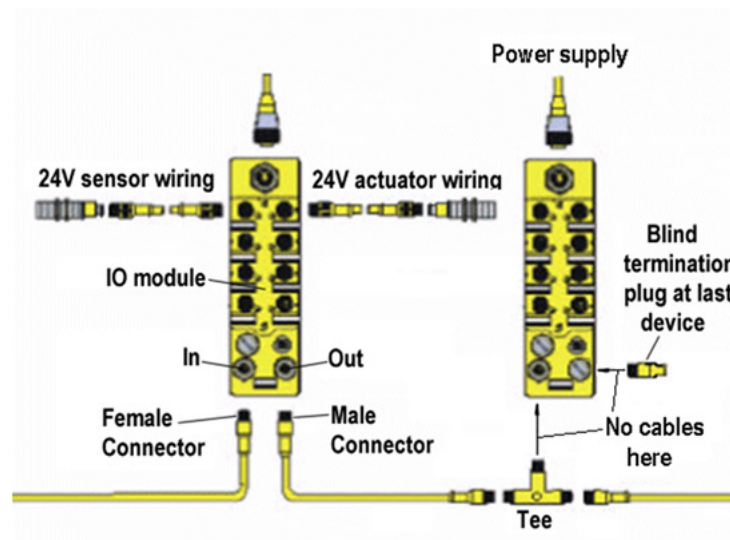 Power supply
24V sensor wiring
24V actuator wiring
Blind
termination
plug at last
device
IO module
In
Out
Female
Connector
Male
Connector
No cables
here
Tee